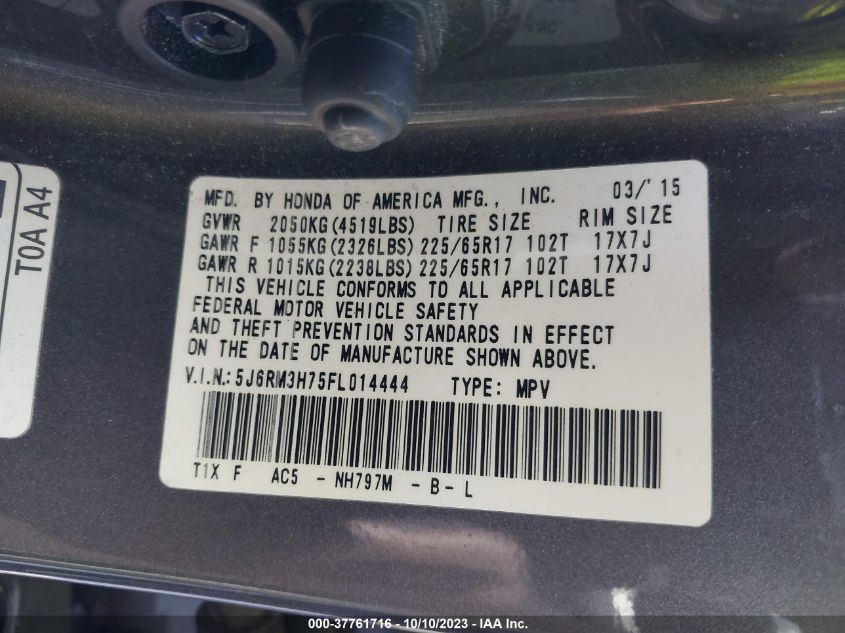 MFD. BY HONDA OF AMERICA MFG., INC. 03/'15
GVWR 2050KG(4519LBS) TIRE SIZE RIM SIZE
GAWR F 1055KG(2326LBS) 225/65R17 102T 17X7J
GAWR R 1015KG(2238LBS) 225/65R17 102T 17X7J
THIS VEHICLE CONFORMS TO ALL APPLICABLE
FEDERAL MOTOR VEHICLE SAFETY
AND THEFT PREVENTION STANDARDS IN EFFECT
ON THE DATE OF MANUFACTURE SHOWN ABOVE.
V.I.N.:5J6RM3H75FL014444 TYPE: MPV
T1X F AC5 - NH797M - B - L
T0A A4
000-37761716 - 10/10/2023 - IAA Inc.